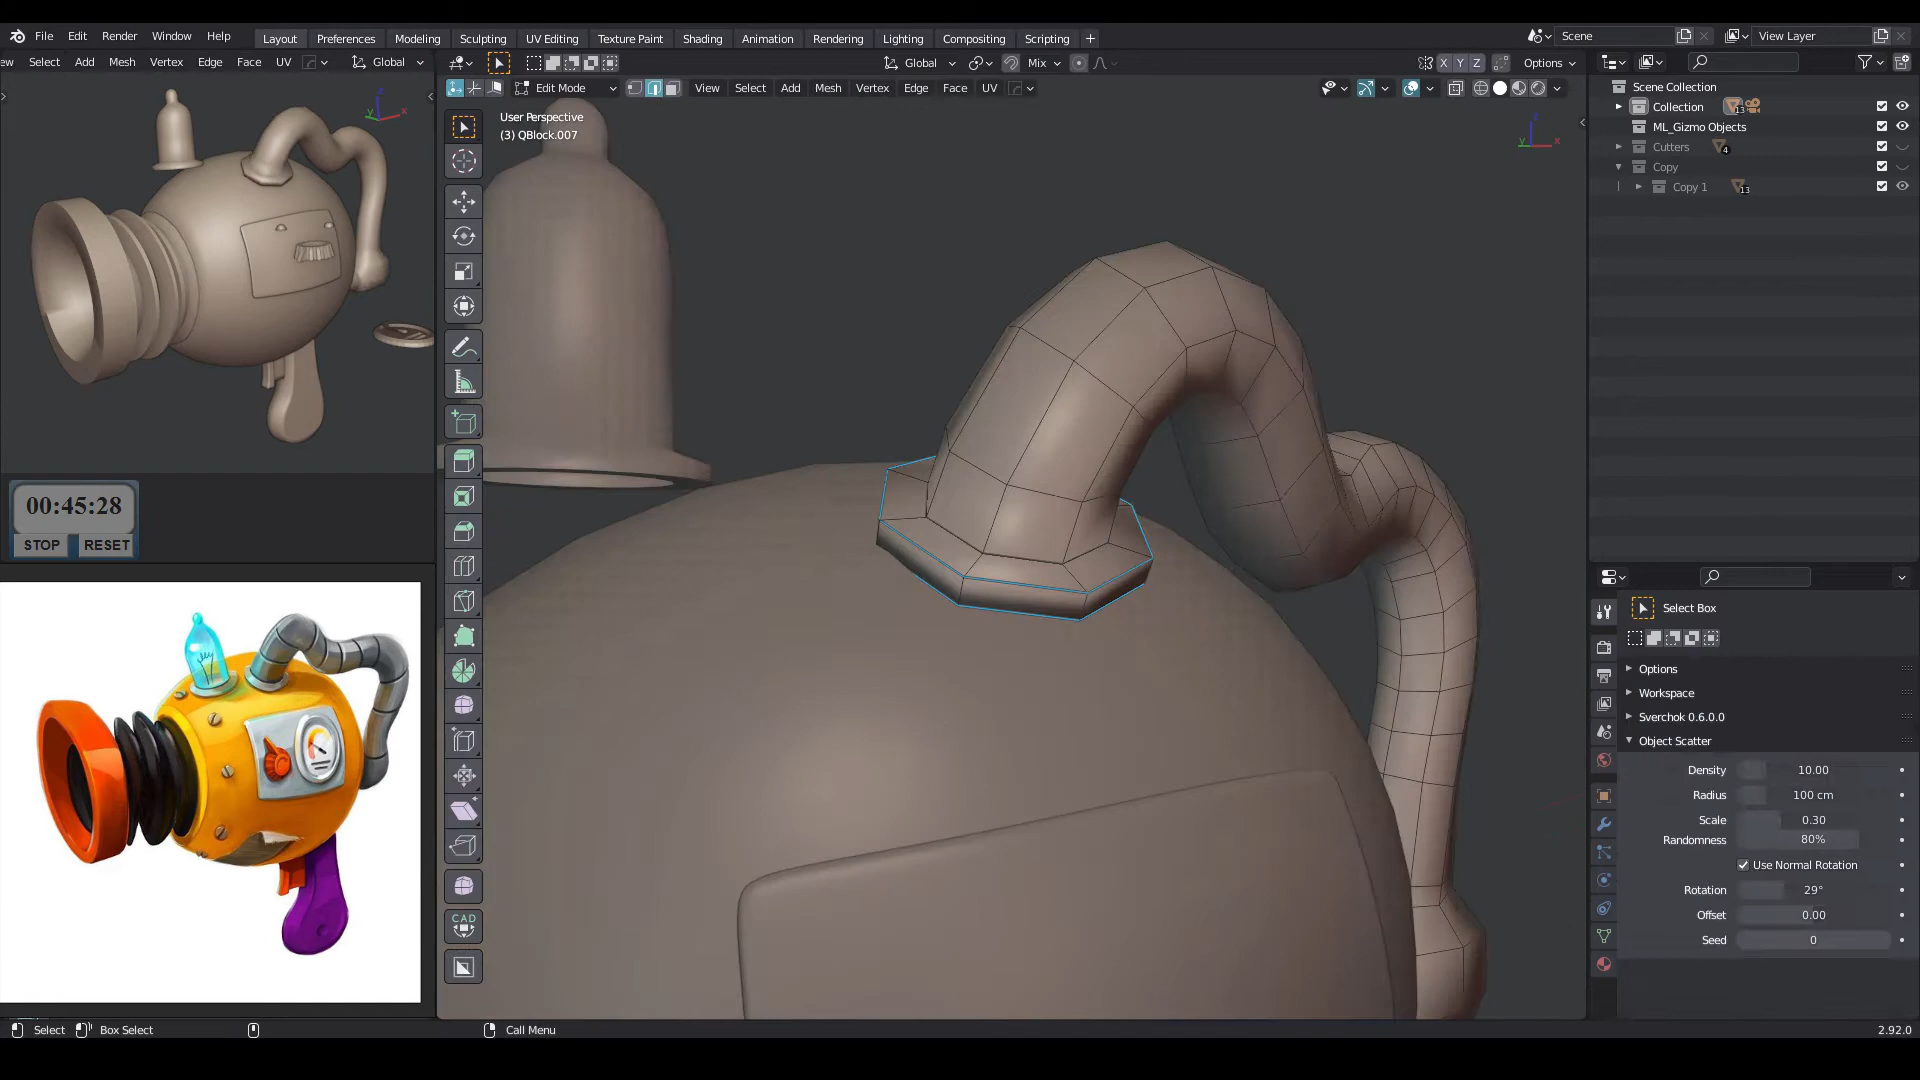 File Edit Render Window Help Layout Preferences Modeling Sculpting UV Editing Texture Paint Shading Animation Rendering Lighting Compositing Scripting + Scene View Layer
ew Select Add Mesh Vertex Edge Face UV Global
Global Mix X Y Z Options
Edit Mode View Select Add Mesh Vertex Edge Face UV
User Perspective
(3) QBlock.007
Scene Collection
Collection 13
ML_Gizmo Objects
Cutters 4
Copy
Copy 1 13
00:45:28
STOP RESET
CAD
Select Box
Options
Workspace
Sverchok 0.6.0.0
Object Scatter
Density 10.00
Radius 100 cm
Scale 0.30
Randomness 80%
Use Normal Rotation
Rotation 29°
Offset 0.00
Seed 0
Select Box Select Call Menu 2.92.0